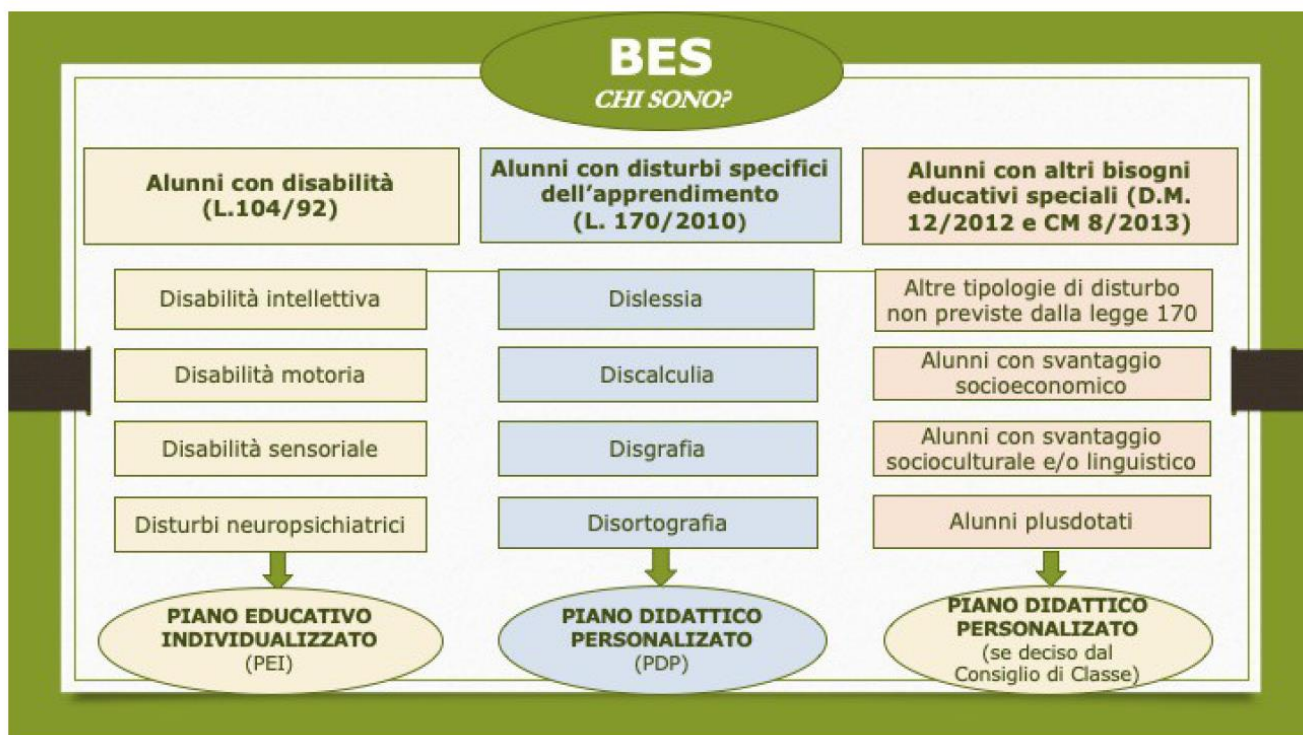 BES
CHI SONO?
Alunni con disabilità
(L.104/92)
Alunni con disturbi specifici
dell’apprendimento
(L. 170/2010)
Alunni con altri bisogni
educativi speciali (D.M.
12/2012 e CM 8/2013)
Disabilità intellettiva
Dislessia
Altre tipologie di disturbo
non previste dalla legge 170
Disabilità motoria
Discalculia
Alunni con svantaggio
socioeconomico
Disabilità sensoriale
Disgrafia
Alunni con svantaggio
socioculturale e/o linguistico
Disturbi neuropsichiatrici
Disortografia
Alunni plusdotati
PIANO EDUCATIVO
INDIVIDUALIZZATO
(PEI)
PIANO DIDATTICO
PERSONALIZATO
(PDP)
PIANO DIDATTICO
PERSONALIZATO
(se deciso dal
Consiglio di Classe)